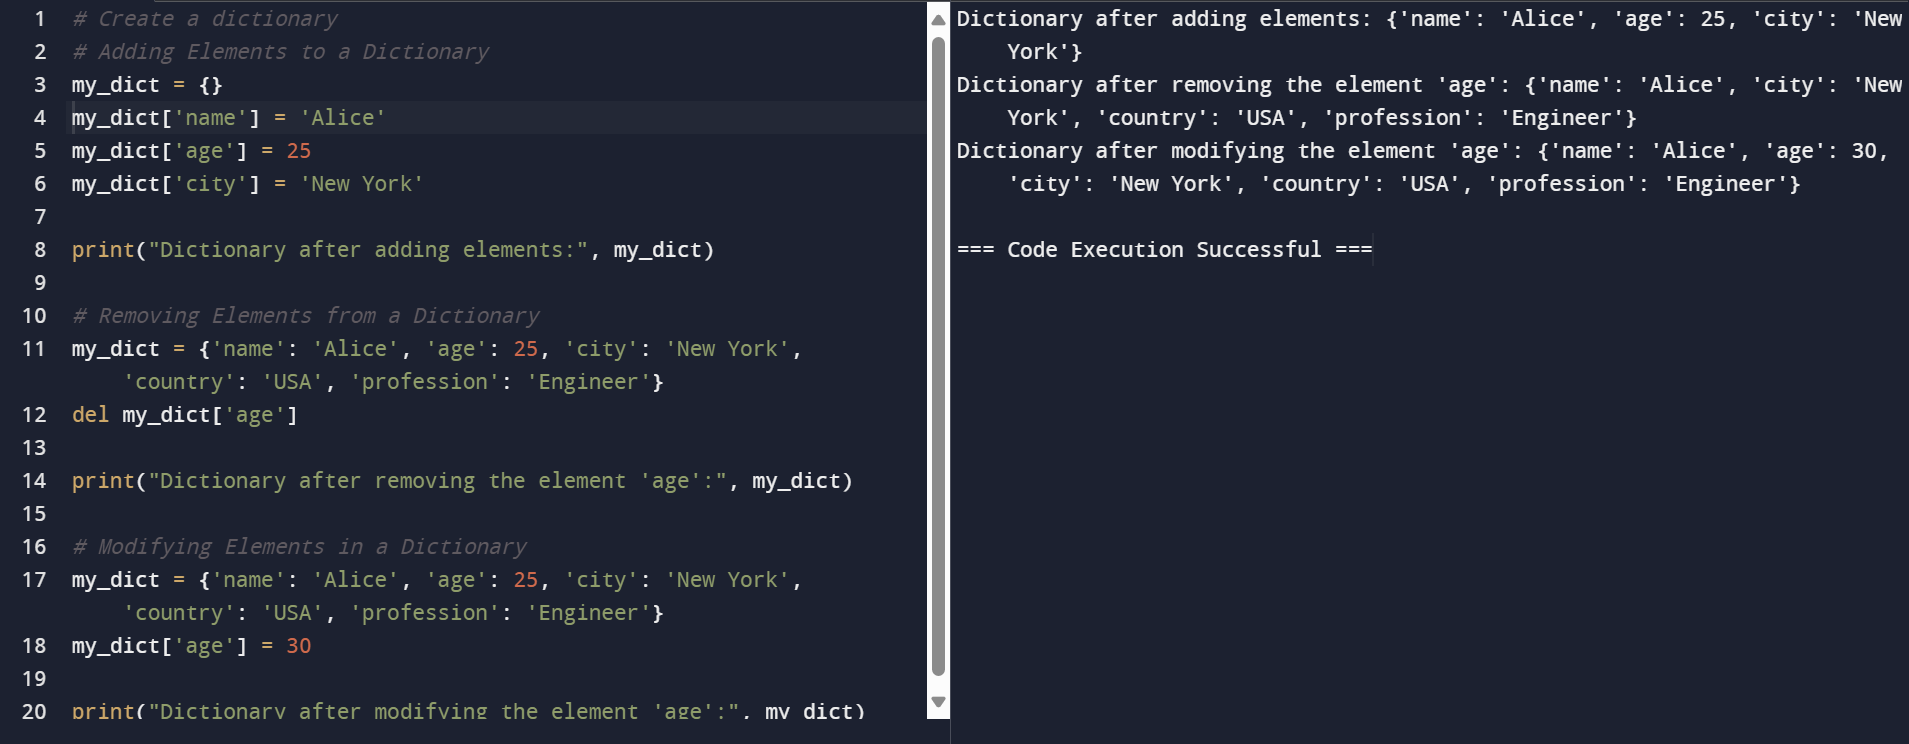 1 # Create a dictionary
2 # Adding Elements to a Dictionary
3 my_dict = {}
4 my_dict['name'] = 'Alice'
5 my_dict['age'] = 25
6 my_dict['city'] = 'New York'
7
8 print("Dictionary after adding elements:", my_dict)
9
10 # Removing Elements from a Dictionary
11 my_dict = {'name': 'Alice', 'age': 25, 'city': 'New York',
'country': 'USA', 'profession': 'Engineer'}
12 del my_dict['age']
13
14 print("Dictionary after removing the element 'age':", my_dict)
15
16 # Modifying Elements in a Dictionary
17 my_dict = {'name': 'Alice', 'age': 25, 'city': 'New York',
'country': 'USA', 'profession': 'Engineer'}
18 my_dict['age'] = 30
19
20 print("Dictionary after modifying the element 'age':", my_dict)
Dictionary after adding elements: {'name': 'Alice', 'age': 25, 'city': 'New
York'}
Dictionary after removing the element 'age': {'name': 'Alice', 'city': 'New
York', 'country': 'USA', 'profession': 'Engineer'}
Dictionary after modifying the element 'age': {'name': 'Alice', 'age': 30,
'city': 'New York', 'country': 'USA', 'profession': 'Engineer'}
=== Code Execution Successful ===